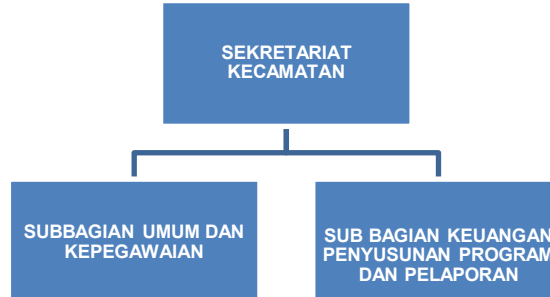 SEKRETARIAT
KECAMATAN
SUBBAGIAN UMUM DAN
KEPEGAWAIAN
SUB BAGIAN KEUANGAN
PENYUSUNAN PROGRAM
DAN PELAPORAN